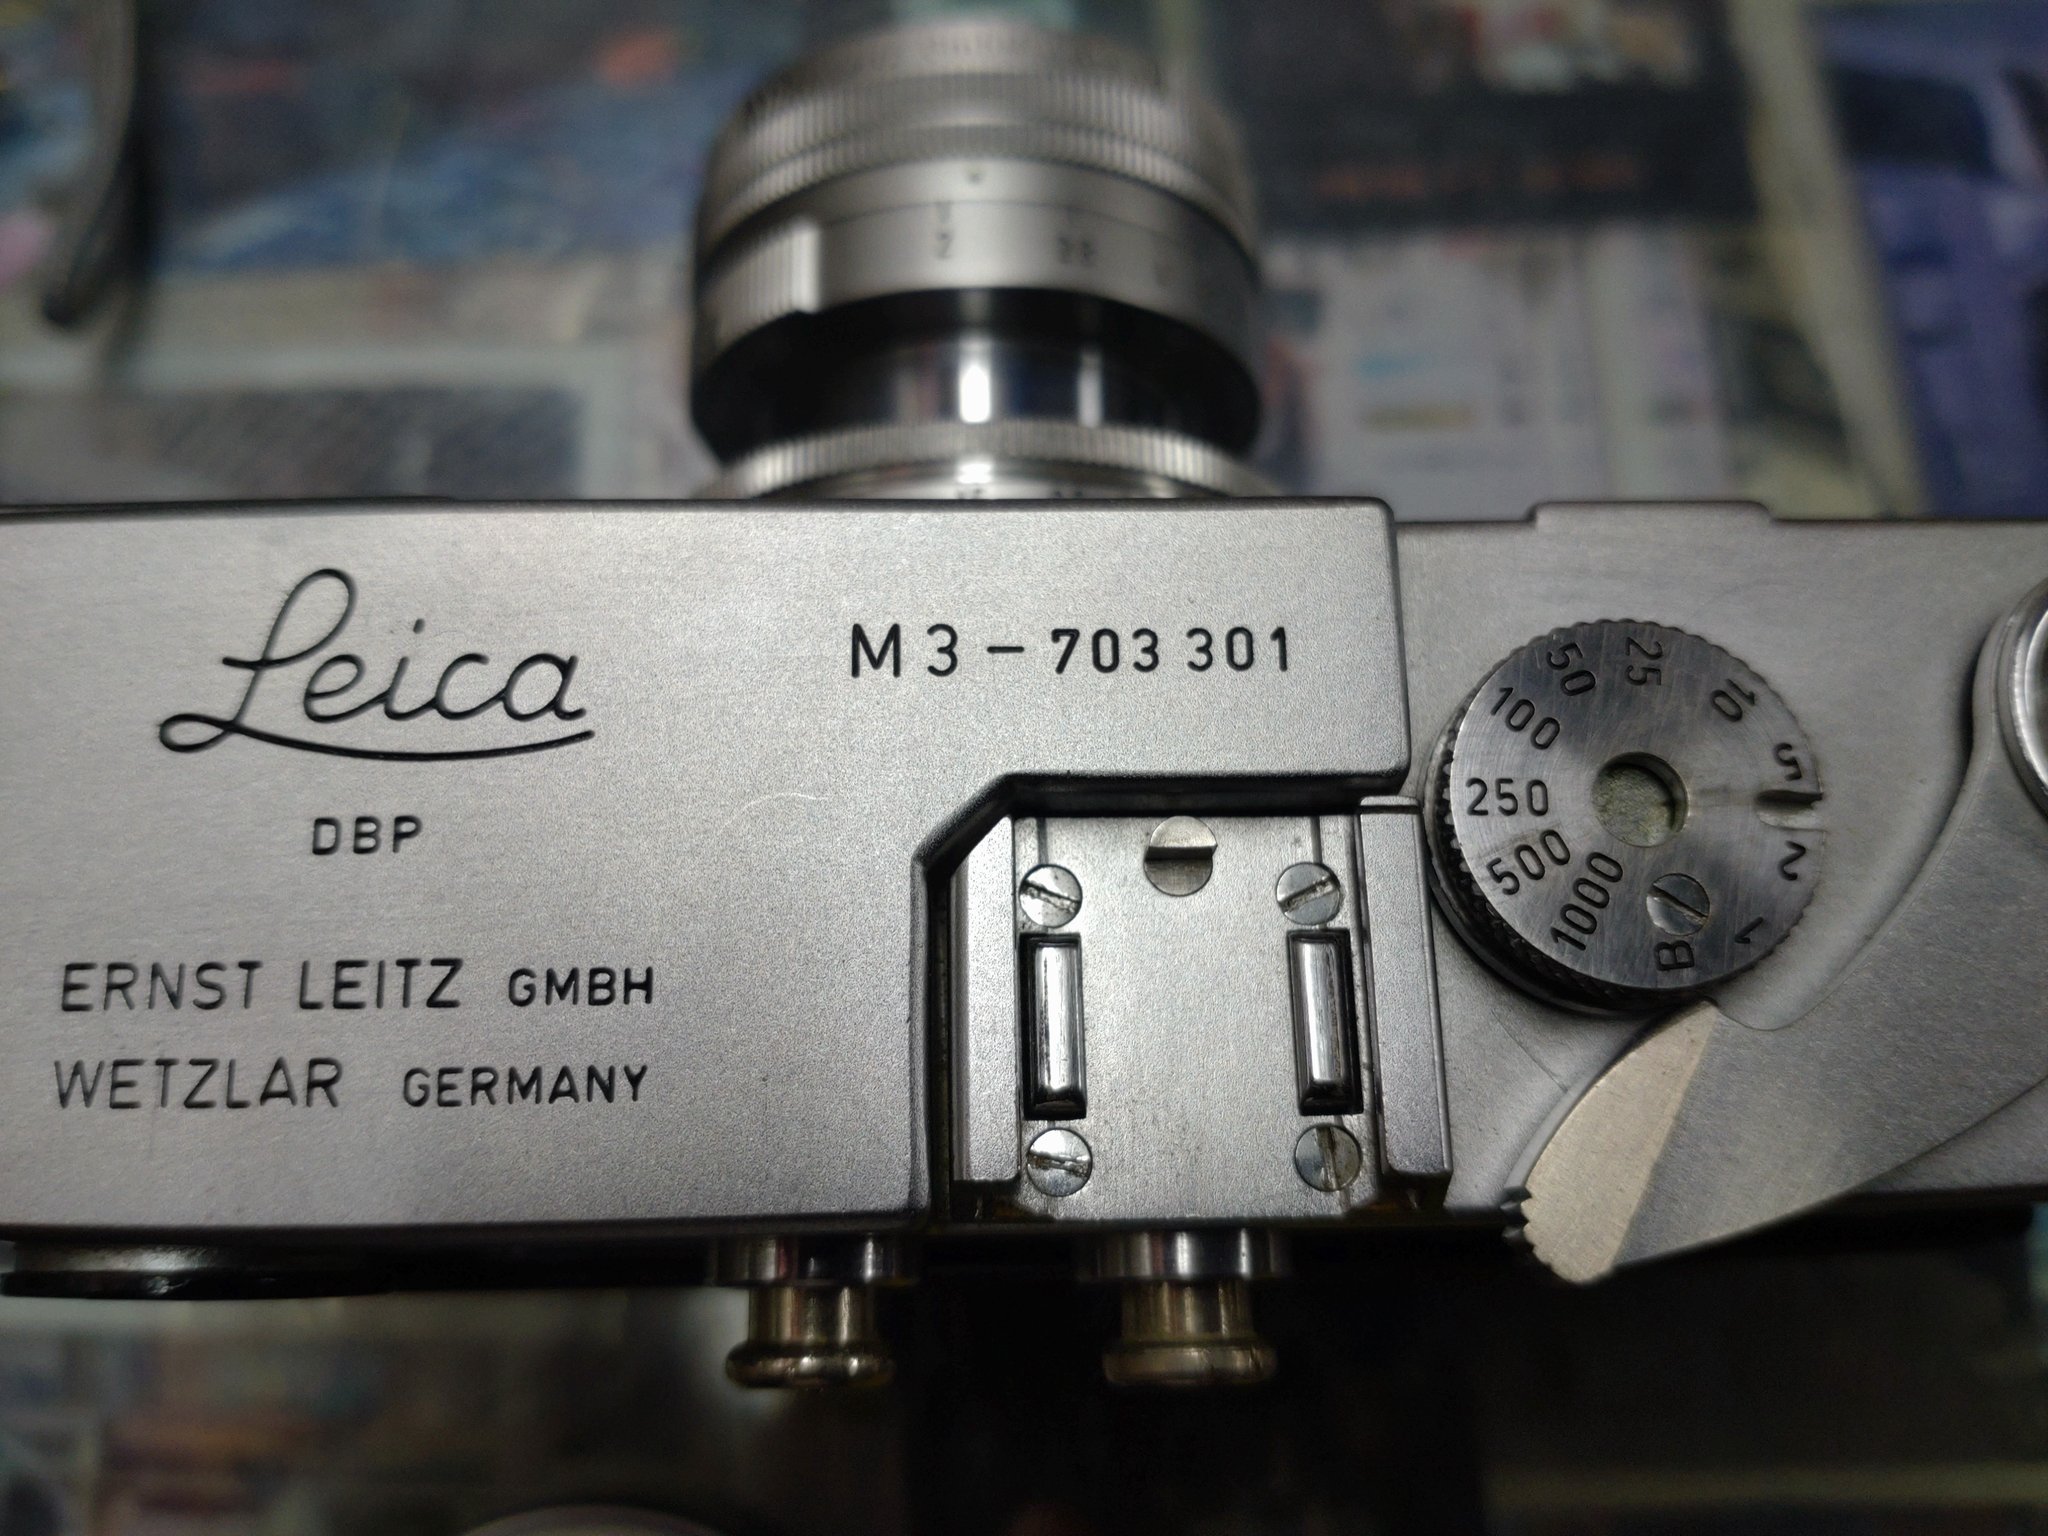 Leica
M3-703 301
DBP
ERNST LEITZ GMBH
WETZLAR GERMANY
B 1 2 5 10 25 50 100 250 500 1000